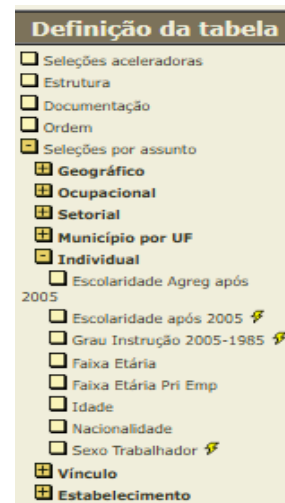 Definição da tabela
Seleções aceleradoras
Estrutura
Documentação
Ordem
Seleções por assunto
Geográfico
Ocupacional
Setorial
Município por UF
Individual
Escolaridade Agreg após
2005
Escolaridade após 2005
Grau Instrução 2005-1985
Faixa Etária
Faixa Etária Pri Emp
Idade
Nacionalidade
Sexo Trabalhador
Vínculo
Estabelecimento